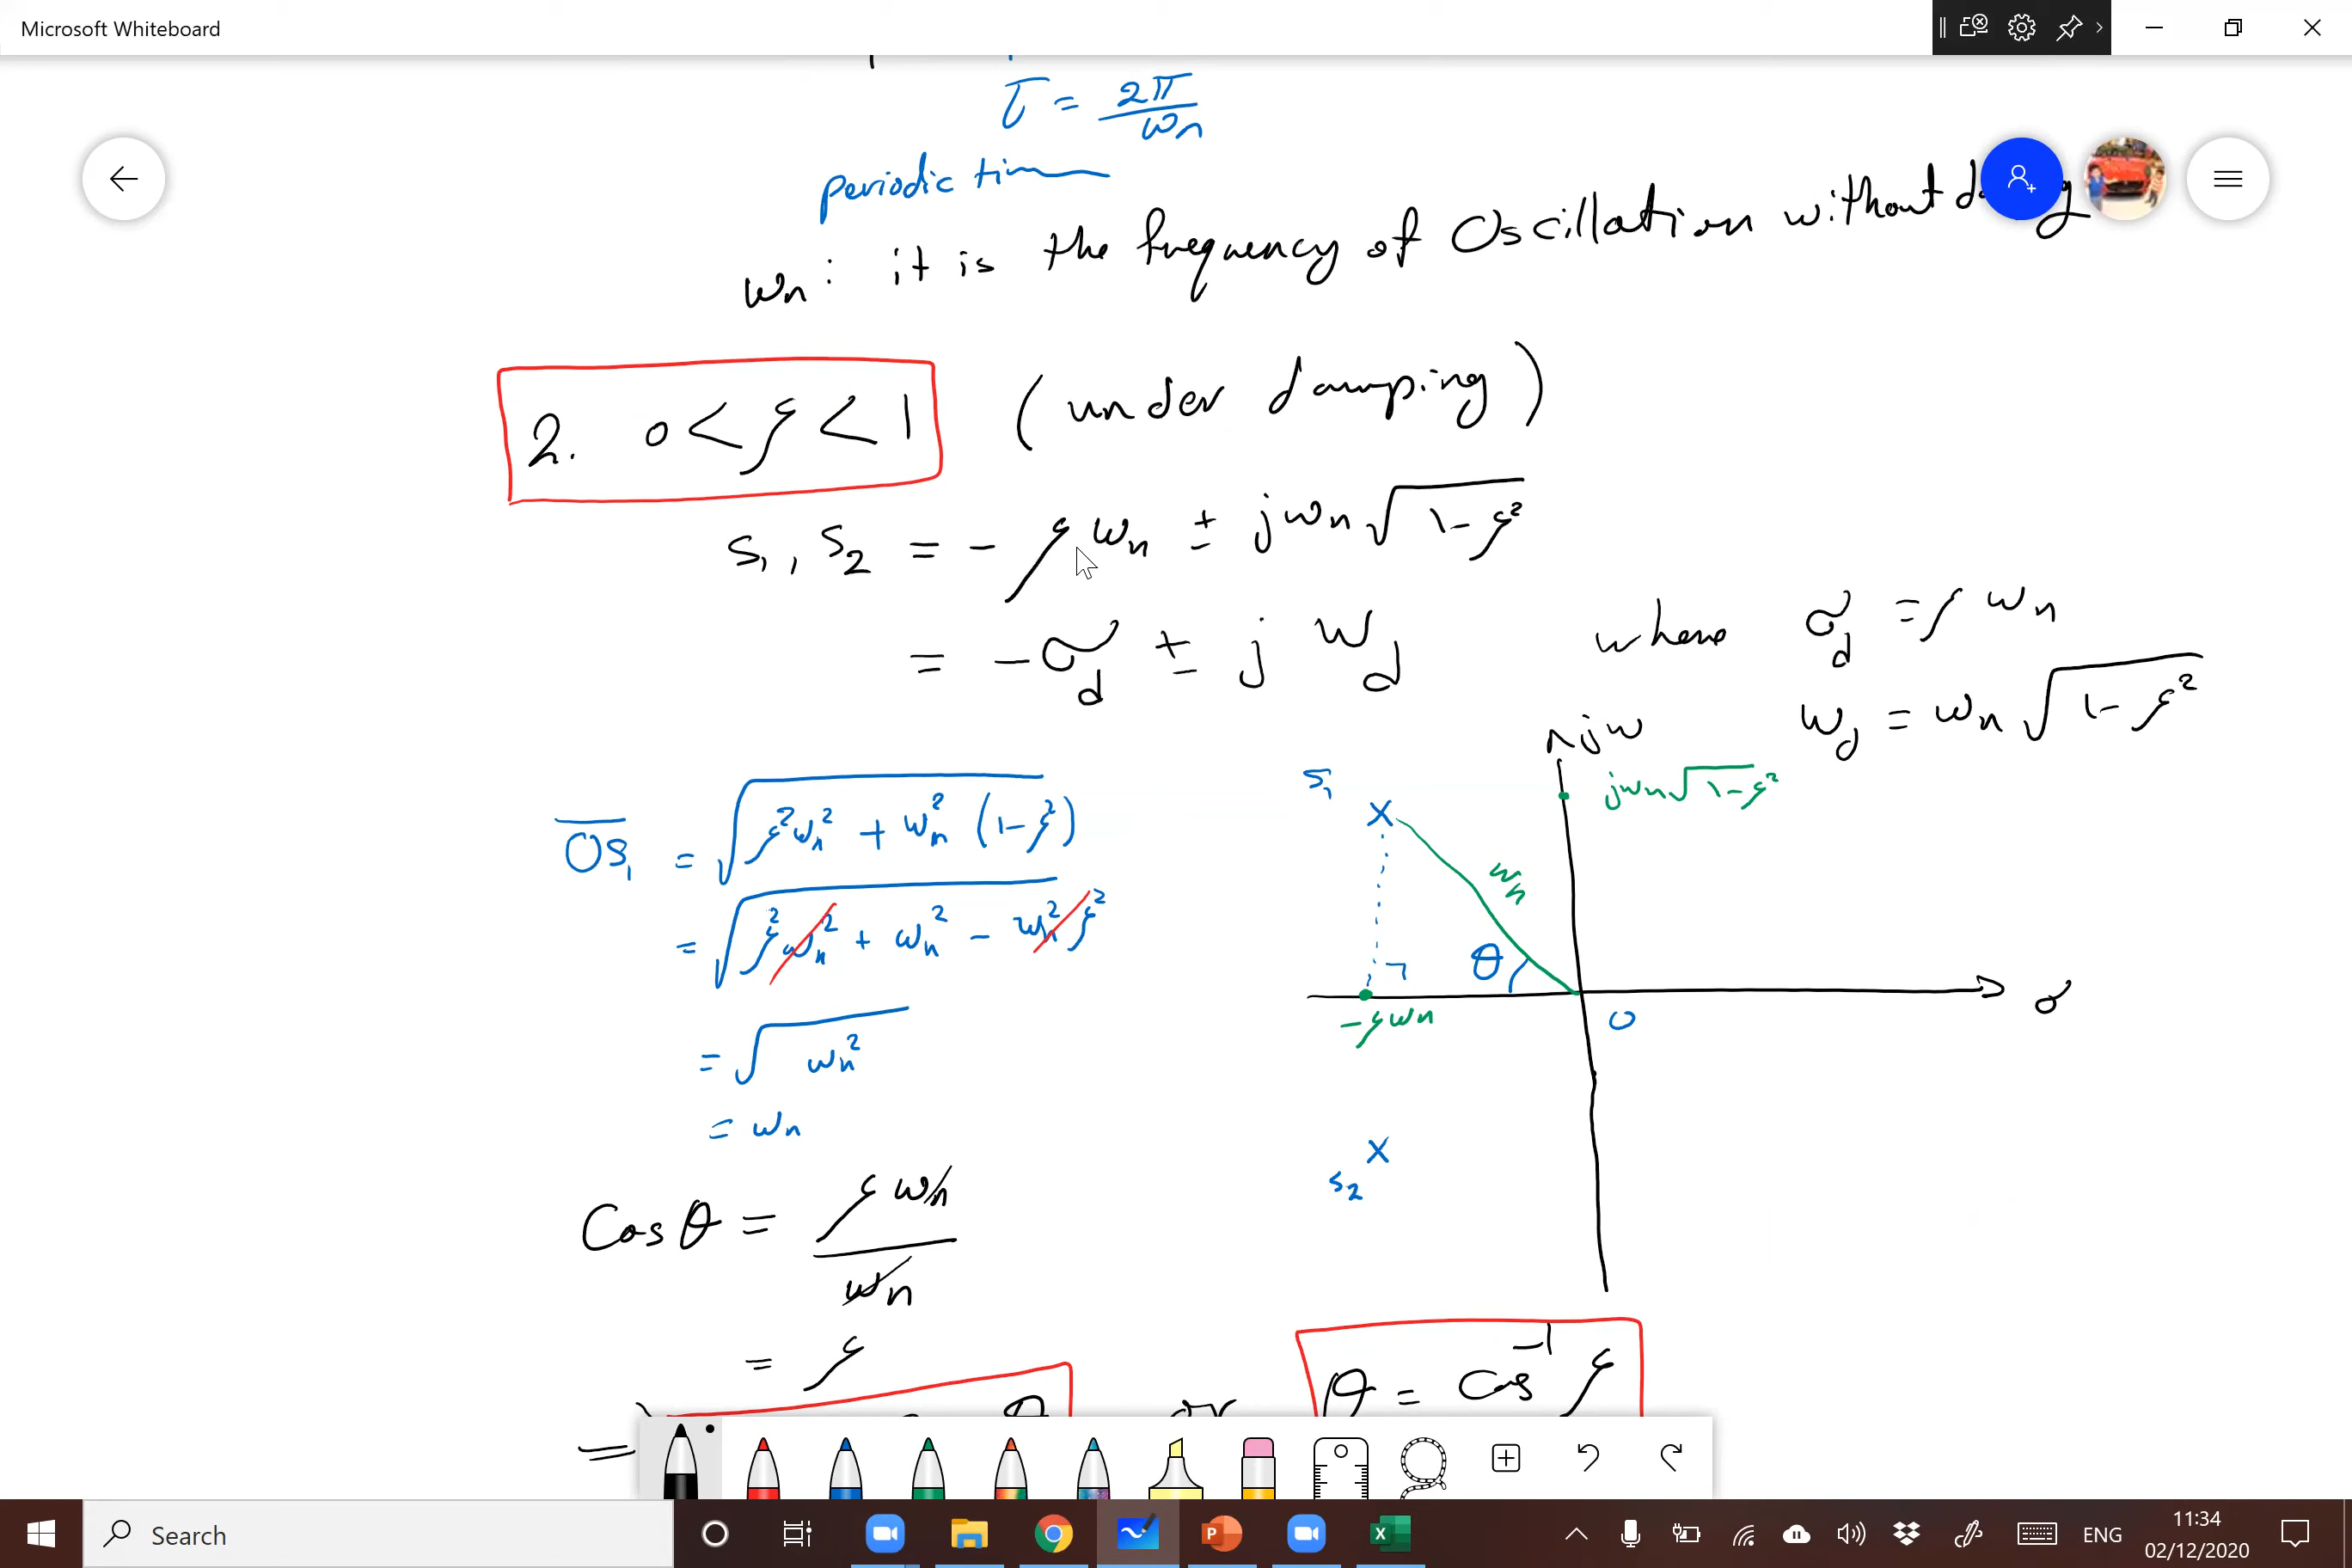 Microsoft Whiteboard
τ = 2π / ωn
periodic tim
ωn : it is the frequency of Oscillation without
2. 0 < ζ < 1 (under damping)
s1, s2 = - ζ ωn ± jωn √(1-ζ²)
= -σd ± j ωd
where σd = ζ ωn
ωd = ωn √(1-ζ²)
jω
jωn√(1-ζ²)
s1
X
ωn
θ
-ζωn
0
σ
X
s2
OS1 = √(ζ²ωn² + ωn² (1-ζ²))
= √(ζ²ωn² + ωn² - ωn²ζ²)
= √ωn²
= ωn
Cos θ = ζ ωn / ωn
= ζ
=
or
θ = Cos⁻¹ ζ
Search
ENG
11:34
02/12/2020